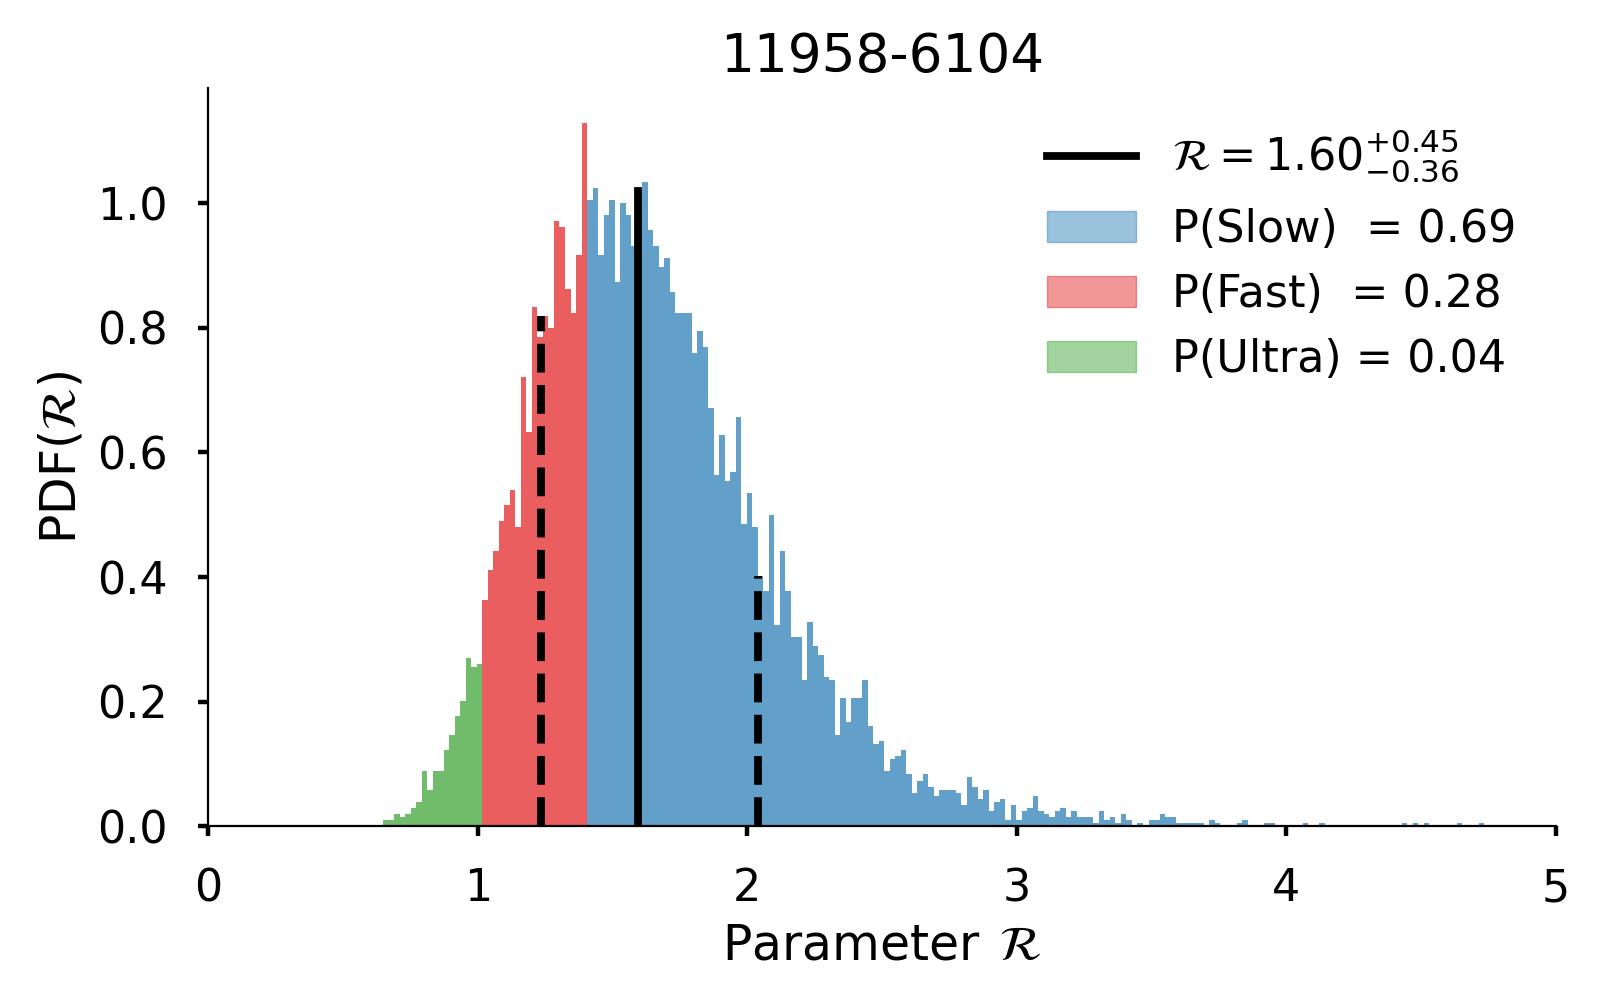 11958-6104
ℛ = 1.60 +0.45 −0.36
P(Slow) = 0.69
P(Fast) = 0.28
P(Ultra) = 0.04
PDF(ℛ)
1.0
0.8
0.6
0.4
0.2
0.0
0 1 2 3 4 5
Parameter ℛ